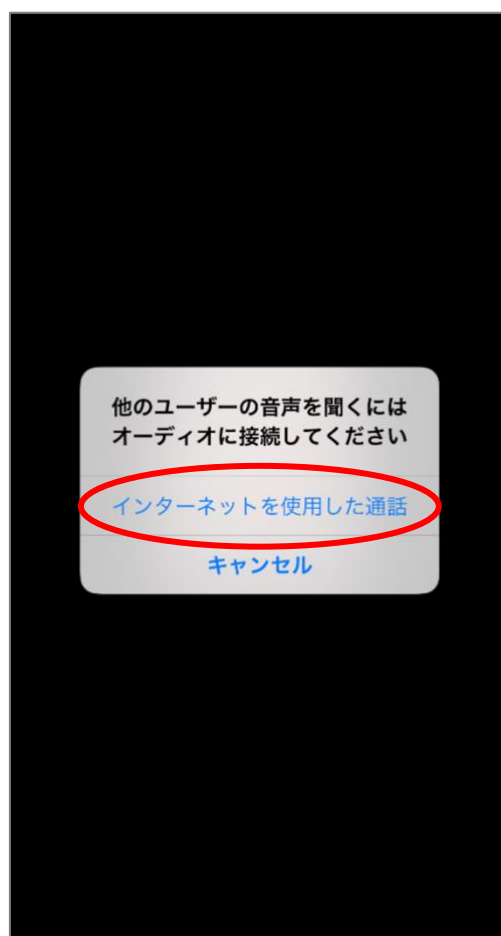 他のユーザーの音声を聞くには
オーディオに接続してください
インターネットを使用した通話
キャンセル